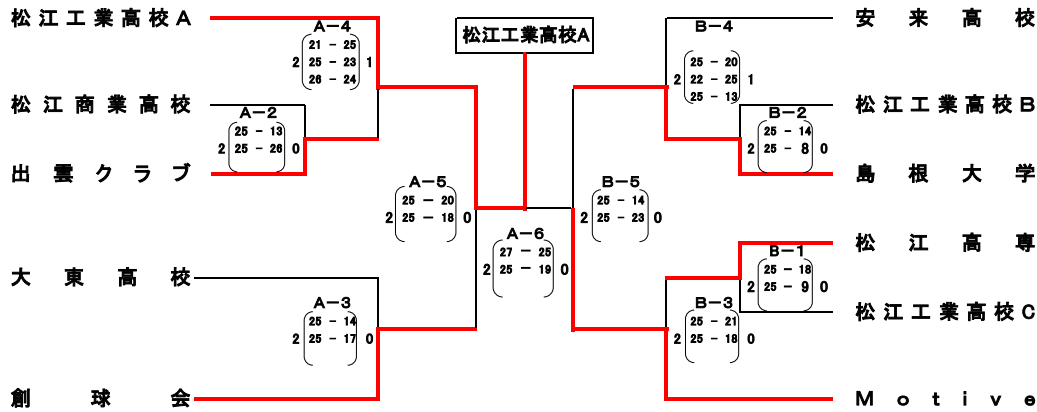 松江工業高校A
A-4
2 21 - 25
25 - 23
26 - 24 1
松江商業高校
A-2
2 25 - 13
25 - 26 0
出雲クラブ
大東高校
A-3
2 25 - 14
25 - 17 0
創球会
A-5
2 25 - 20
25 - 18 0
松江工業高校A
A-6
2 27 - 25
25 - 19 0
B-5
2 25 - 14
25 - 23 0
安来高校
B-4
2 25 - 20
22 - 25
25 - 13 1
松江工業高校B
B-2
2 25 - 14
25 - 8 0
島根大学
松江高専
B-1
2 25 - 18
25 - 9 0
松江工業高校C
B-3
2 25 - 21
25 - 18 0
Motive